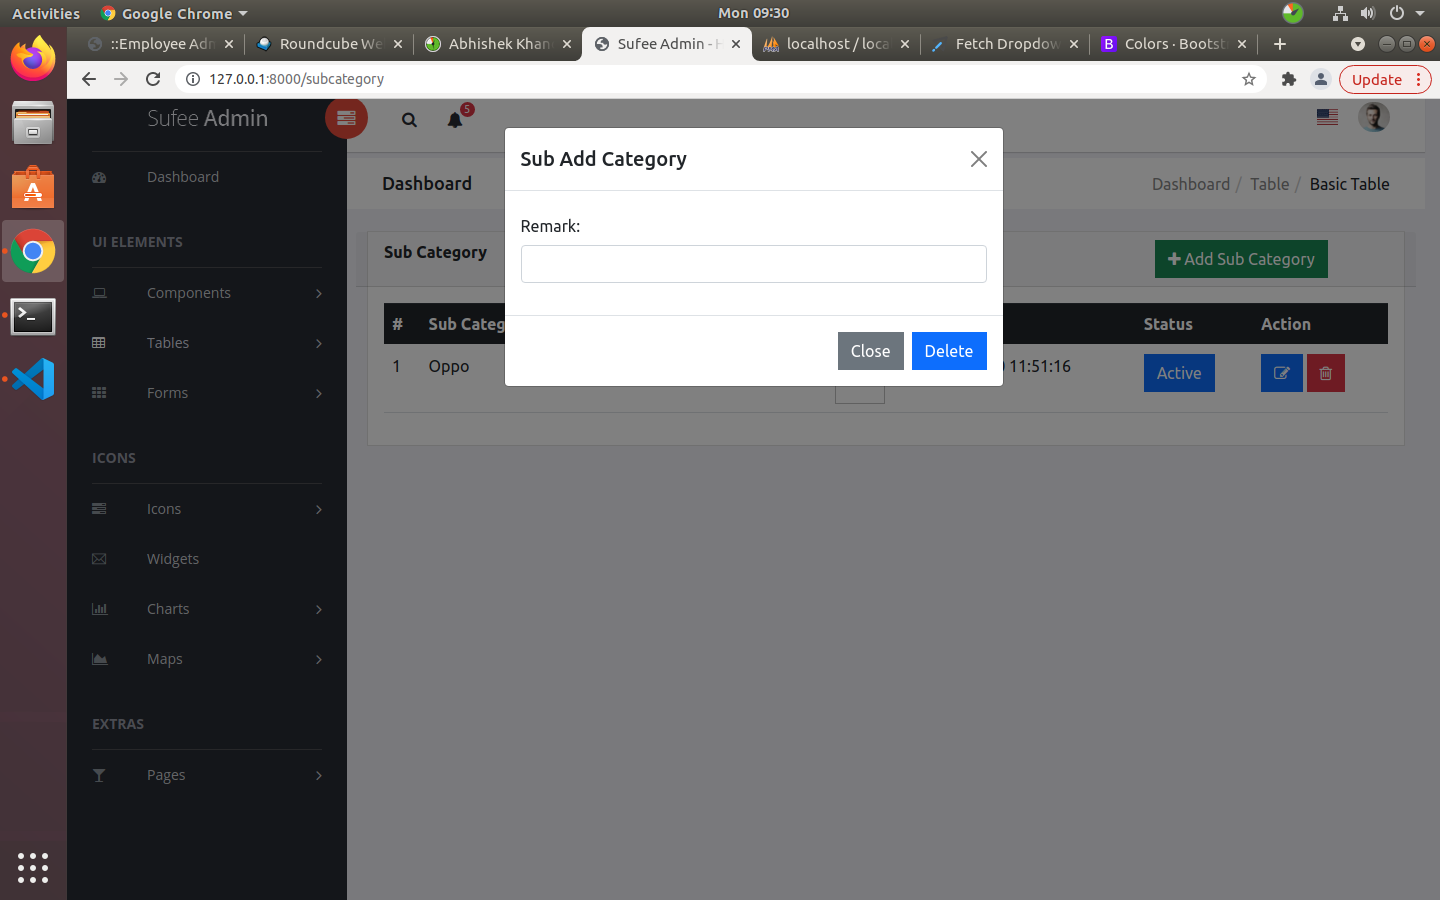 Activities Google Chrome Mon 09:30
::Employee Adm Roundcube We Abhishek Khan Sufee Admin - H localhost / loca Fetch Dropdow Colors · Bootst
127.0.0.1:8000/subcategory Update
Sufee Admin 5
Sub Add Category
Dashboard
Dashboard Dashboard / Table / Basic Table
Remark:
UI ELEMENTS
Sub Category Add Sub Category
Components
# Sub Categ Status Action
Tables
Close Delete
1 Oppo 11:51:16 Active
Forms
ICONS
Icons
Widgets
Charts
Maps
EXTRAS
Pages